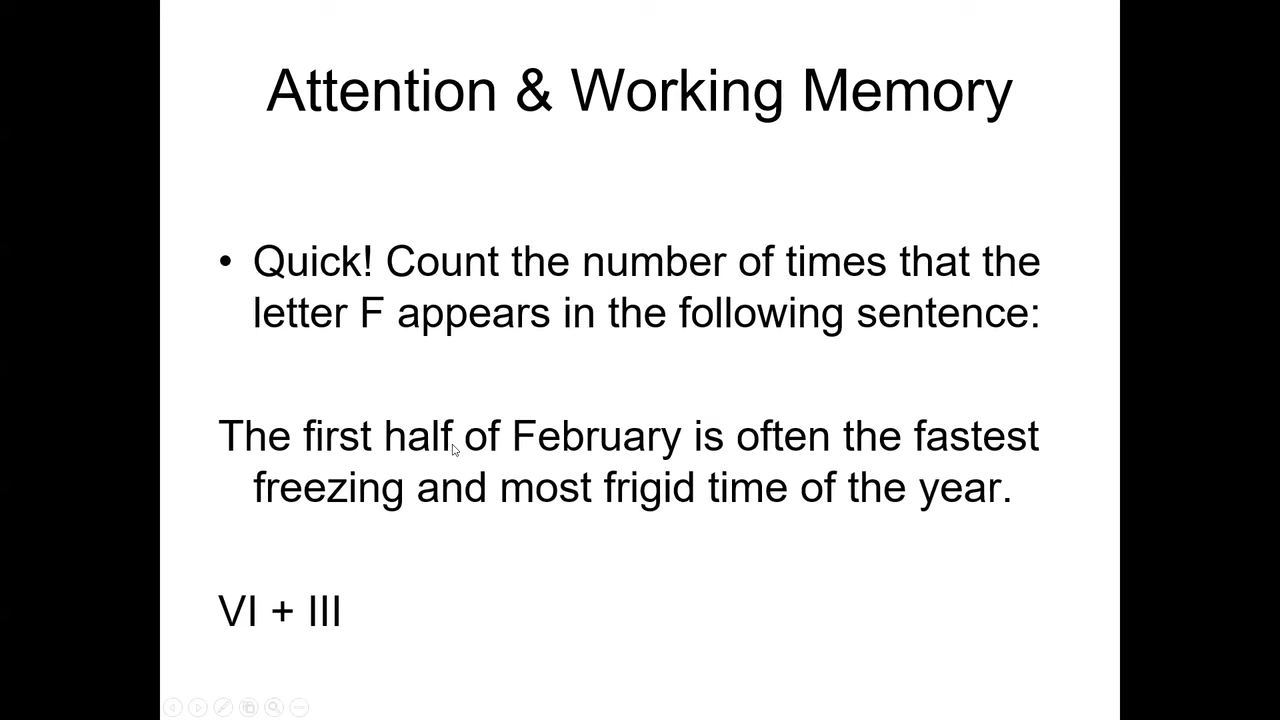 Attention & Working Memory
• Quick! Count the number of times that the
letter F appears in the following sentence:
The first half of February is often the fastest
freezing and most frigid time of the year.
VI + III